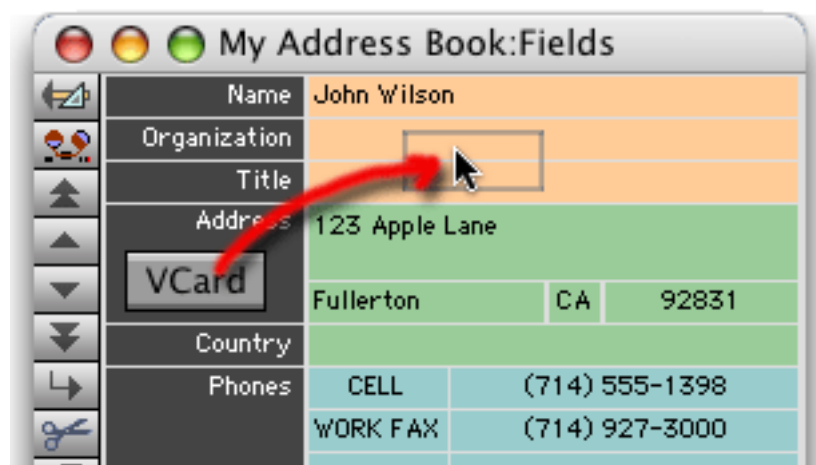 My Address Book:Fields
Name John Wilson
Organization
Title
Address 123 Apple Lane
VCard
Fullerton CA 92831
Country
Phones CELL (714) 555-1398
WORK FAX (714) 927-3000